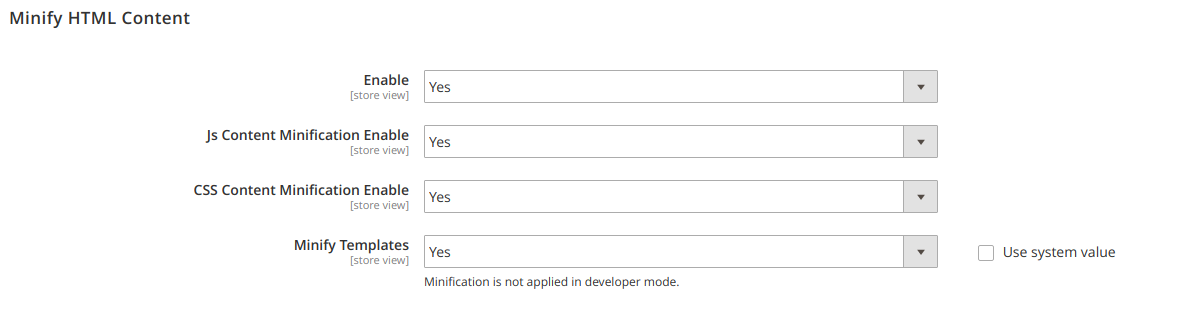 Minify HTML Content
Enable
[store view]
Yes
Js Content Minification Enable
[store view]
Yes
CSS Content Minification Enable
[store view]
Yes
Minify Templates
[store view]
Yes
Use system value
Minification is not applied in developer mode.